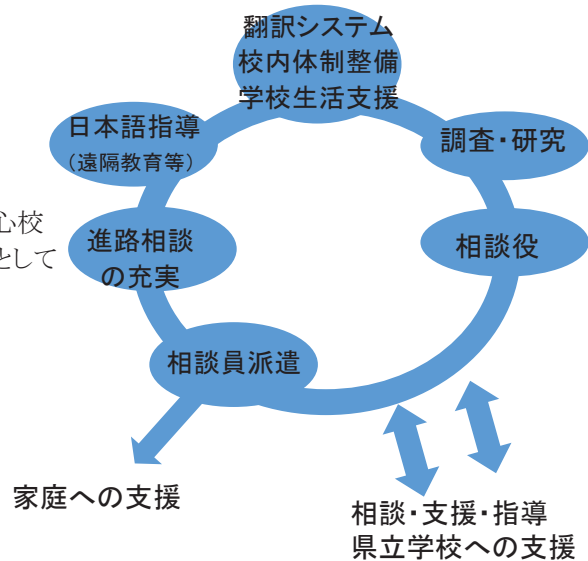 翻訳システム
校内体制整備
学校生活支援
日本語指導
(遠隔教育等)
調査・研究
心校
として
進路相談
の充実
相談役
相談員派遣
家庭への支援
相談・支援・指導
県立学校への支援